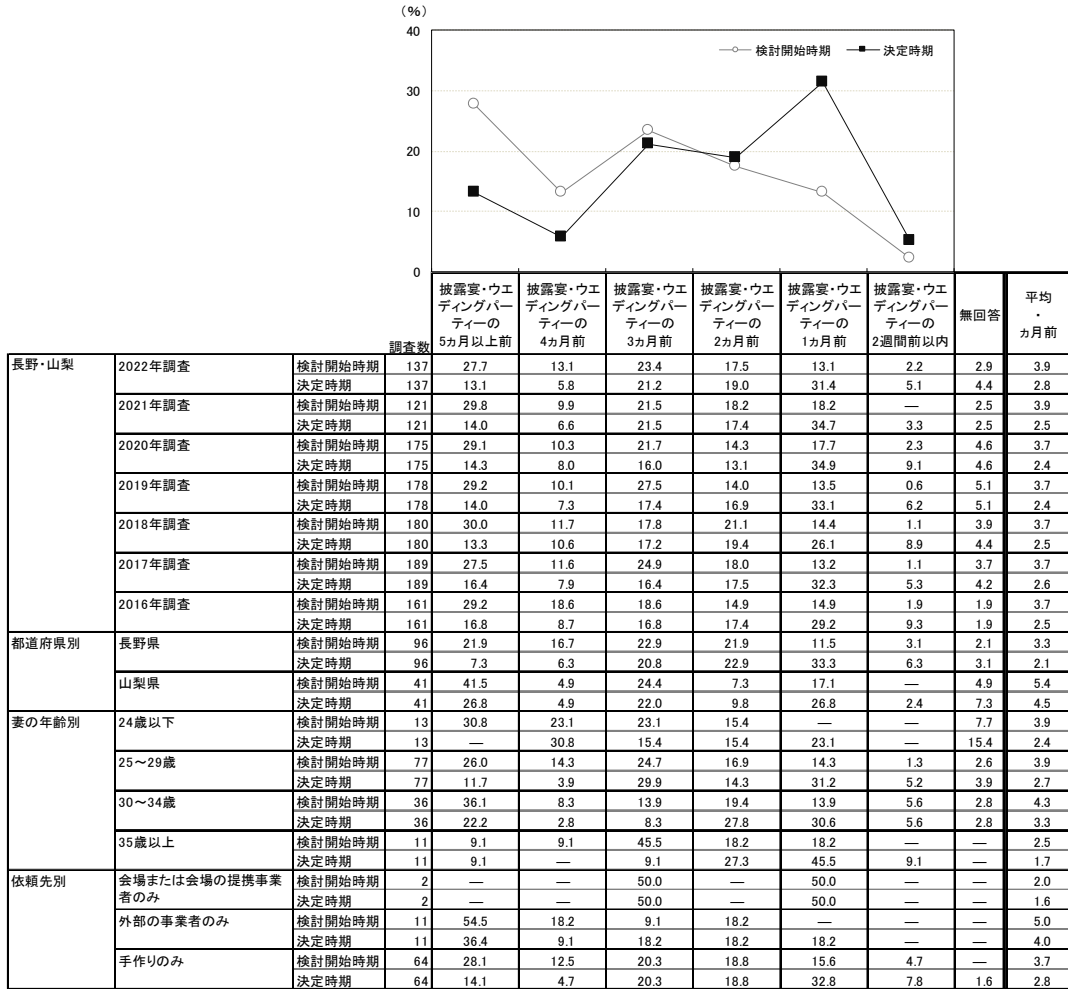 （%）
40
30
20
10
0
検討開始時期 決定時期
調査数 披露宴・ウエディングパーティーの5ヵ月以上前 披露宴・ウエディングパーティーの4ヵ月前 披露宴・ウエディングパーティーの3ヵ月前 披露宴・ウエディングパーティーの2ヵ月前 披露宴・ウエディングパーティーの1ヵ月前 披露宴・ウエディングパーティーの2週間前以内 無回答 平均・ヵ月前
長野・山梨 2022年調査 検討開始時期 137 27.7 13.1 23.4 17.5 13.1 2.2 2.9 3.9
決定時期 137 13.1 5.8 21.2 19.0 31.4 5.1 4.4 2.8
2021年調査 検討開始時期 121 29.8 9.9 21.5 18.2 18.2 — 2.5 3.9
決定時期 121 14.0 6.6 21.5 17.4 34.7 3.3 2.5 2.5
2020年調査 検討開始時期 175 29.1 10.3 21.7 14.3 17.7 2.3 4.6 3.7
決定時期 175 14.3 8.0 16.0 13.1 34.9 9.1 4.6 2.4
2019年調査 検討開始時期 178 29.2 10.1 27.5 14.0 13.5 0.6 5.1 3.7
決定時期 178 14.0 7.3 17.4 16.9 33.1 6.2 5.1 2.4
2018年調査 検討開始時期 180 30.0 11.7 17.8 21.1 14.4 1.1 3.9 3.7
決定時期 180 13.3 10.6 17.2 19.4 26.1 8.9 4.4 2.5
2017年調査 検討開始時期 189 27.5 11.6 24.9 18.0 13.2 1.1 3.7 3.7
決定時期 189 16.4 7.9 16.4 17.5 32.3 5.3 4.2 2.6
2016年調査 検討開始時期 161 29.2 18.6 18.6 14.9 14.9 1.9 1.9 3.7
決定時期 161 16.8 8.7 16.8 17.4 29.2 9.3 1.9 2.5
都道府県別 長野県 検討開始時期 96 21.9 16.7 22.9 21.9 11.5 3.1 2.1 3.3
決定時期 96 7.3 6.3 20.8 22.9 33.3 6.3 3.1 2.1
山梨県 検討開始時期 41 41.5 4.9 24.4 7.3 17.1 — 4.9 5.4
決定時期 41 26.8 4.9 22.0 9.8 26.8 2.4 7.3 4.5
妻の年齢別 24歳以下 検討開始時期 13 30.8 23.1 23.1 15.4 — — 7.7 3.9
決定時期 13 — 30.8 15.4 15.4 23.1 — 15.4 2.4
25～29歳 検討開始時期 77 26.0 14.3 24.7 16.9 14.3 1.3 2.6 3.9
決定時期 77 11.7 3.9 29.9 14.3 31.2 5.2 3.9 2.7
30～34歳 検討開始時期 36 36.1 8.3 13.9 19.4 13.9 5.6 2.8 4.3
決定時期 36 22.2 2.8 8.3 27.8 30.6 5.6 2.8 3.3
35歳以上 検討開始時期 11 9.1 9.1 45.5 18.2 18.2 — — 2.5
決定時期 11 9.1 — 9.1 27.3 45.5 9.1 — 1.7
依頼先別 会場または会場の提携事業者のみ 検討開始時期 2 — — 50.0 — 50.0 — — 2.0
決定時期 2 — — 50.0 — 50.0 — — 1.6
外部の事業者のみ 検討開始時期 11 54.5 18.2 9.1 18.2 — — — 5.0
決定時期 11 36.4 9.1 18.2 18.2 18.2 — — 4.0
手作りのみ 検討開始時期 64 28.1 12.5 20.3 18.8 15.6 4.7 — 3.7
決定時期 64 14.1 4.7 20.3 18.8 32.8 7.8 1.6 2.8